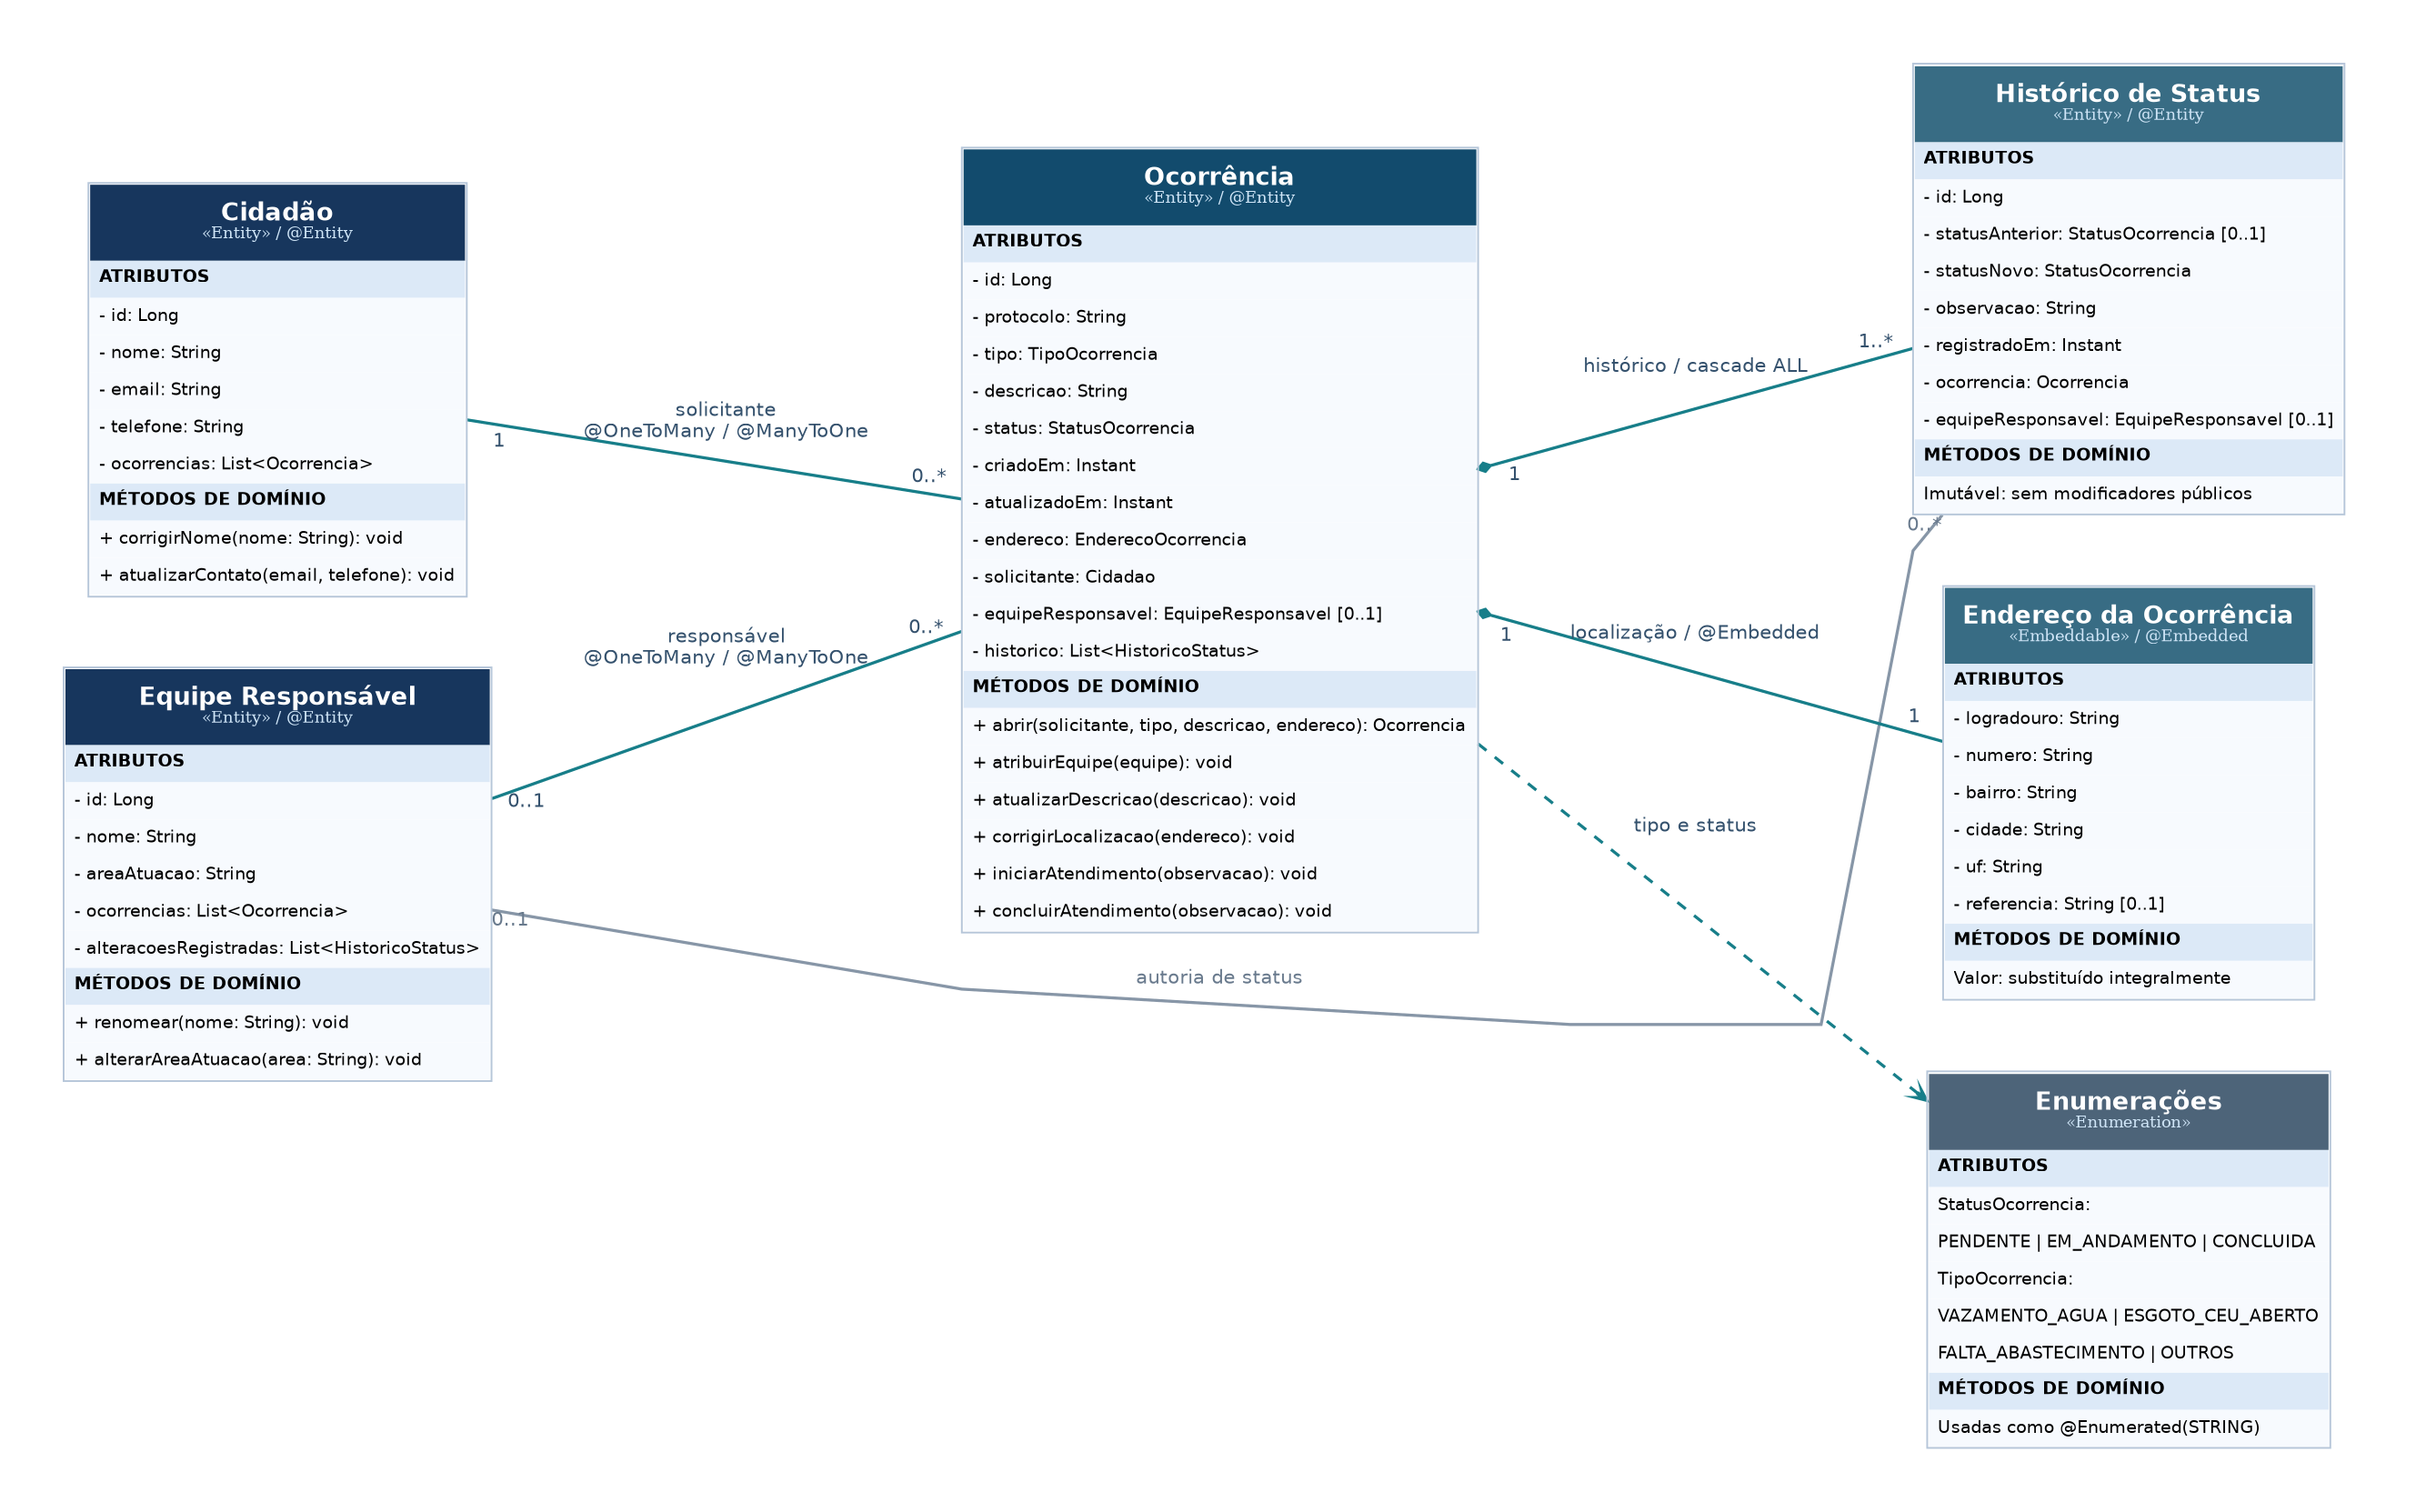 Cidadão
«Entity» / @Entity
ATRIBUTOS
- id: Long
- nome: String
- email: String
- telefone: String
- ocorrencias: List<Ocorrencia>
MÉTODOS DE DOMÍNIO
+ corrigirNome(nome: String): void
+ atualizarContato(email, telefone): void
Equipe Responsável
«Entity» / @Entity
ATRIBUTOS
- id: Long
- nome: String
- areaAtuacao: String
- ocorrencias: List<Ocorrencia>
- alteracoesRegistradas: List<HistoricoStatus>
MÉTODOS DE DOMÍNIO
+ renomear(nome: String): void
+ alterarAreaAtuacao(area: String): void
solicitante
@OneToMany / @ManyToOne
1
0..*
responsável
@OneToMany / @ManyToOne
0..*
0..1
0..1
autoria de status
0..*
Ocorrência
«Entity» / @Entity
ATRIBUTOS
- id: Long
- protocolo: String
- tipo: TipoOcorrencia
- descricao: String
- status: StatusOcorrencia
- criadoEm: Instant
- atualizadoEm: Instant
- endereco: EnderecoOcorrencia
- solicitante: Cidadao
- equipeResponsavel: EquipeResponsavel [0..1]
- historico: List<HistoricoStatus>
MÉTODOS DE DOMÍNIO
+ abrir(solicitante, tipo, descricao, endereco): Ocorrencia
+ atribuirEquipe(equipe): void
+ atualizarDescricao(descricao): void
+ corrigirLocalizacao(endereco): void
+ iniciarAtendimento(observacao): void
+ concluirAtendimento(observacao): void
histórico / cascade ALL
1..*
1
localização / @Embedded
1
1
tipo e status
Histórico de Status
«Entity» / @Entity
ATRIBUTOS
- id: Long
- statusAnterior: StatusOcorrencia [0..1]
- statusNovo: StatusOcorrencia
- observacao: String
- registradoEm: Instant
- ocorrencia: Ocorrencia
- equipeResponsavel: EquipeResponsavel [0..1]
MÉTODOS DE DOMÍNIO
Imutável: sem modificadores públicos
Endereço da Ocorrência
«Embeddable» / @Embedded
ATRIBUTOS
- logradouro: String
- numero: String
- bairro: String
- cidade: String
- uf: String
- referencia: String [0..1]
MÉTODOS DE DOMÍNIO
Valor: substituído integralmente
Enumerações
«Enumeration»
ATRIBUTOS
StatusOcorrencia:
PENDENTE | EM_ANDAMENTO | CONCLUIDA
TipoOcorrencia:
VAZAMENTO_AGUA | ESGOTO_CEU_ABERTO
FALTA_ABASTECIMENTO | OUTROS
MÉTODOS DE DOMÍNIO
Usadas como @Enumerated(STRING)